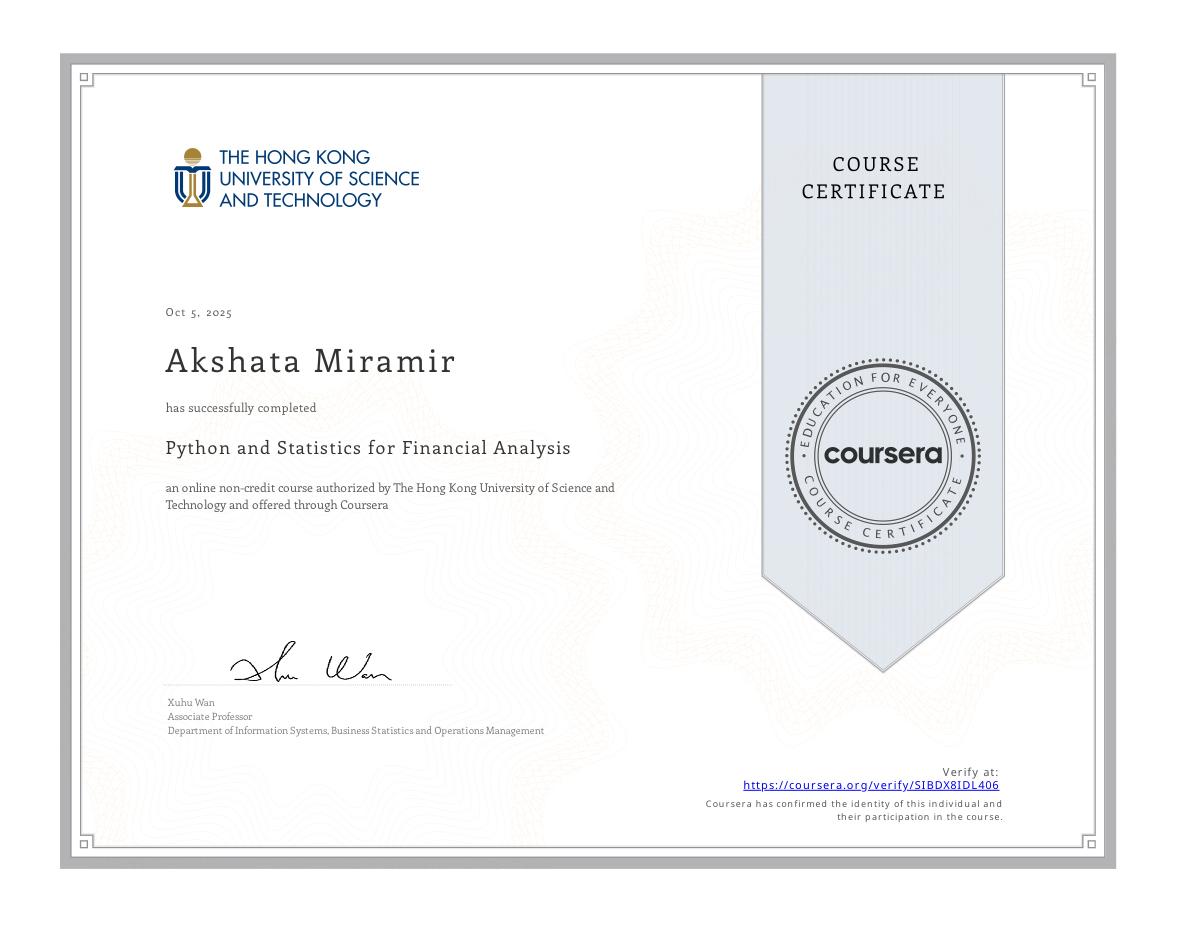 THE HONG KONG
UNIVERSITY OF SCIENCE
AND TECHNOLOGY
COURSE
CERTIFICATE
Oct 5, 2025
Akshata Miramir
has successfully completed
Python and Statistics for Financial Analysis
an online non-credit course authorized by The Hong Kong University of Science and
Technology and offered through Coursera
EDUCATION FOR EVERYONE
coursera
COURSE CERTIFICATE
Shu Wan
Xuhu Wan
Associate Professor
Department of Information Systems, Business Statistics and Operations Management
Verify at:
https://coursera.org/verify/SIBDX8IDL406
Coursera has confirmed the identity of this individual and
their participation in the course.